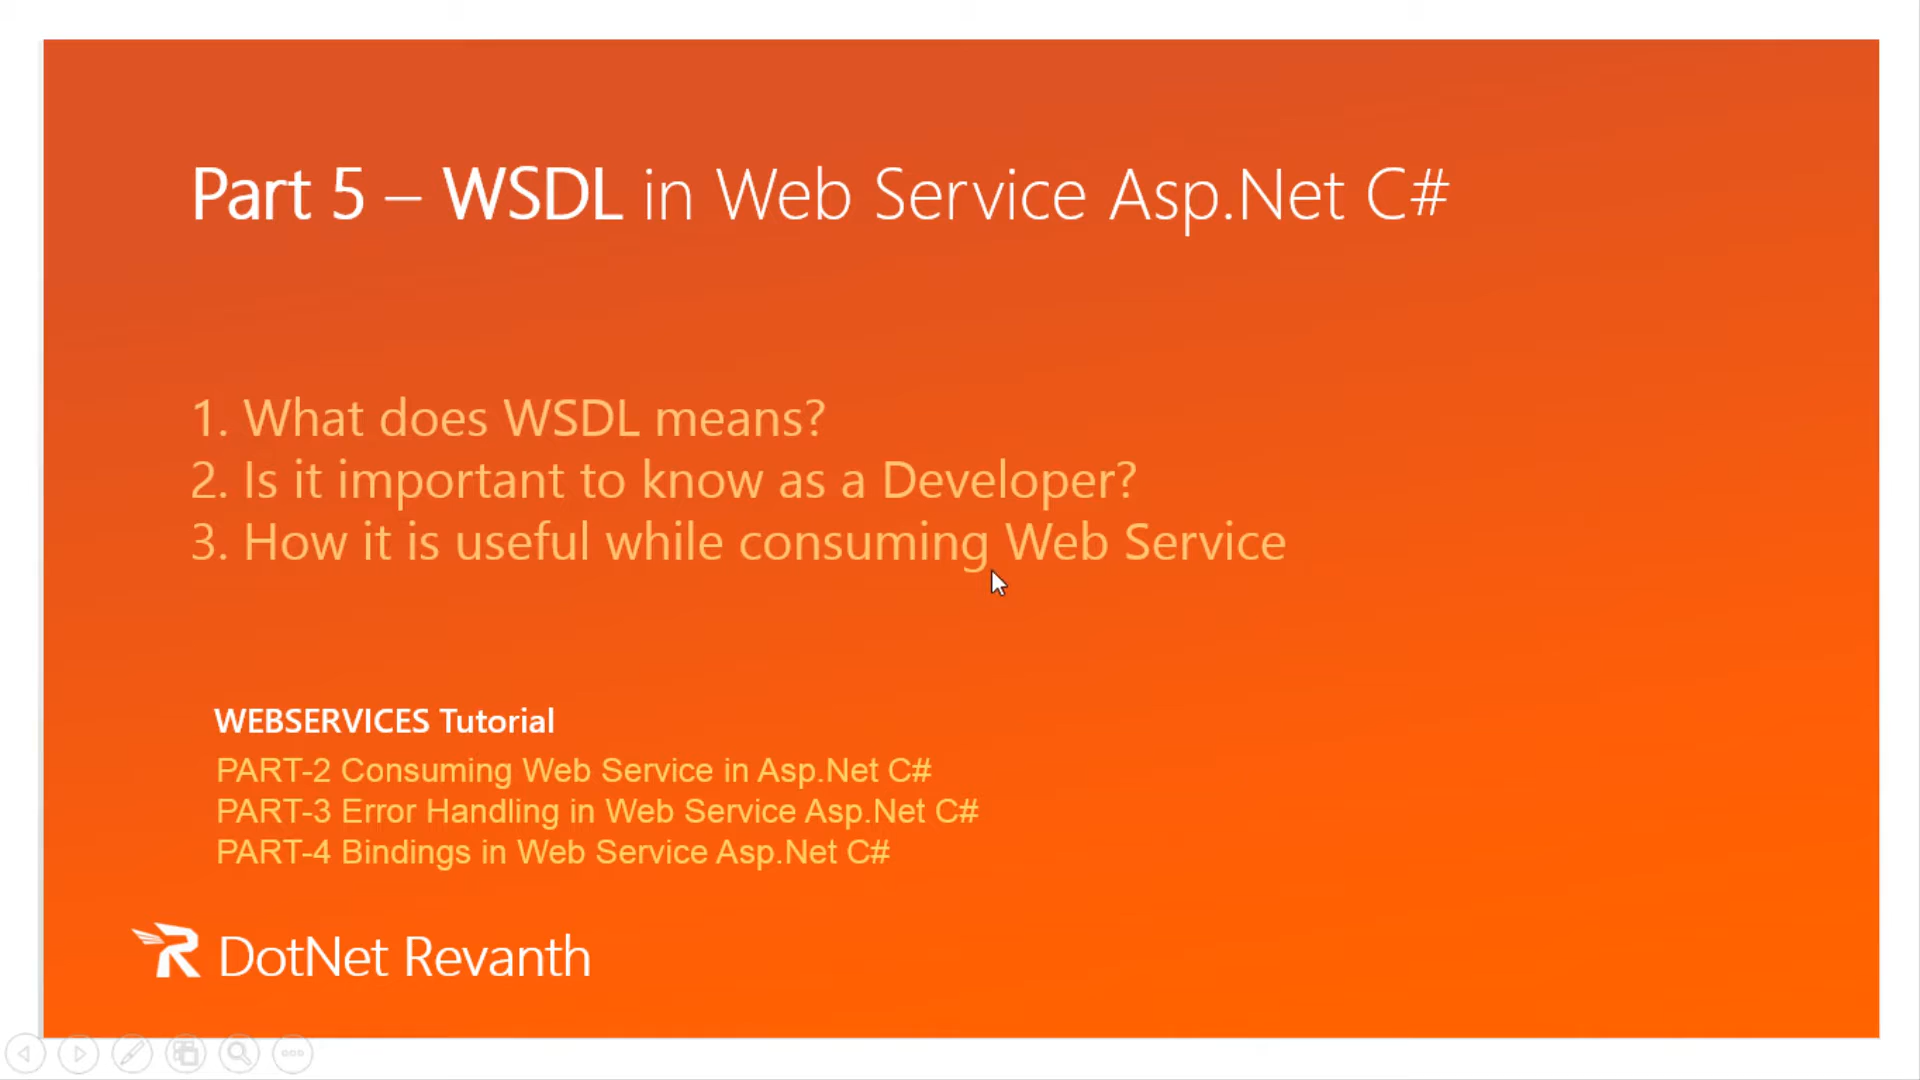 Part 5 – WSDL in Web Service Asp.Net C#
1. What does WSDL means?
2. Is it important to know as a Developer?
3. How it is useful while consuming Web Service
WEBSERVICES Tutorial
PART-2 Consuming Web Service in Asp.Net C#
PART-3 Error Handling in Web Service Asp.Net C#
PART-4 Bindings in Web Service Asp.Net C#
DotNet Revanth